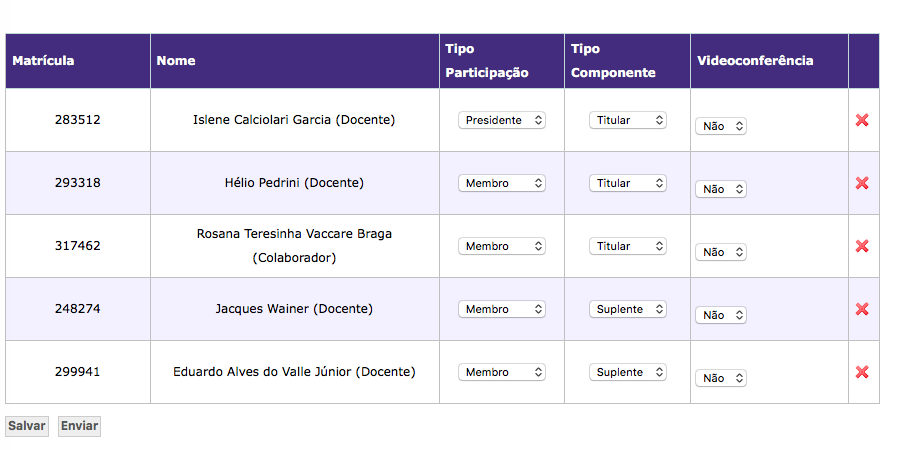 Matrícula Nome Tipo Participação Tipo Componente Videoconferência
283512 Islene Calciolari Garcia (Docente) Presidente Titular Não
293318 Hélio Pedrini (Docente) Membro Titular Não
317462 Rosana Teresinha Vaccare Braga (Colaborador) Membro Titular Não
248274 Jacques Wainer (Docente) Membro Suplente Não
299941 Eduardo Alves do Valle Júnior (Docente) Membro Suplente Não
Salvar Enviar